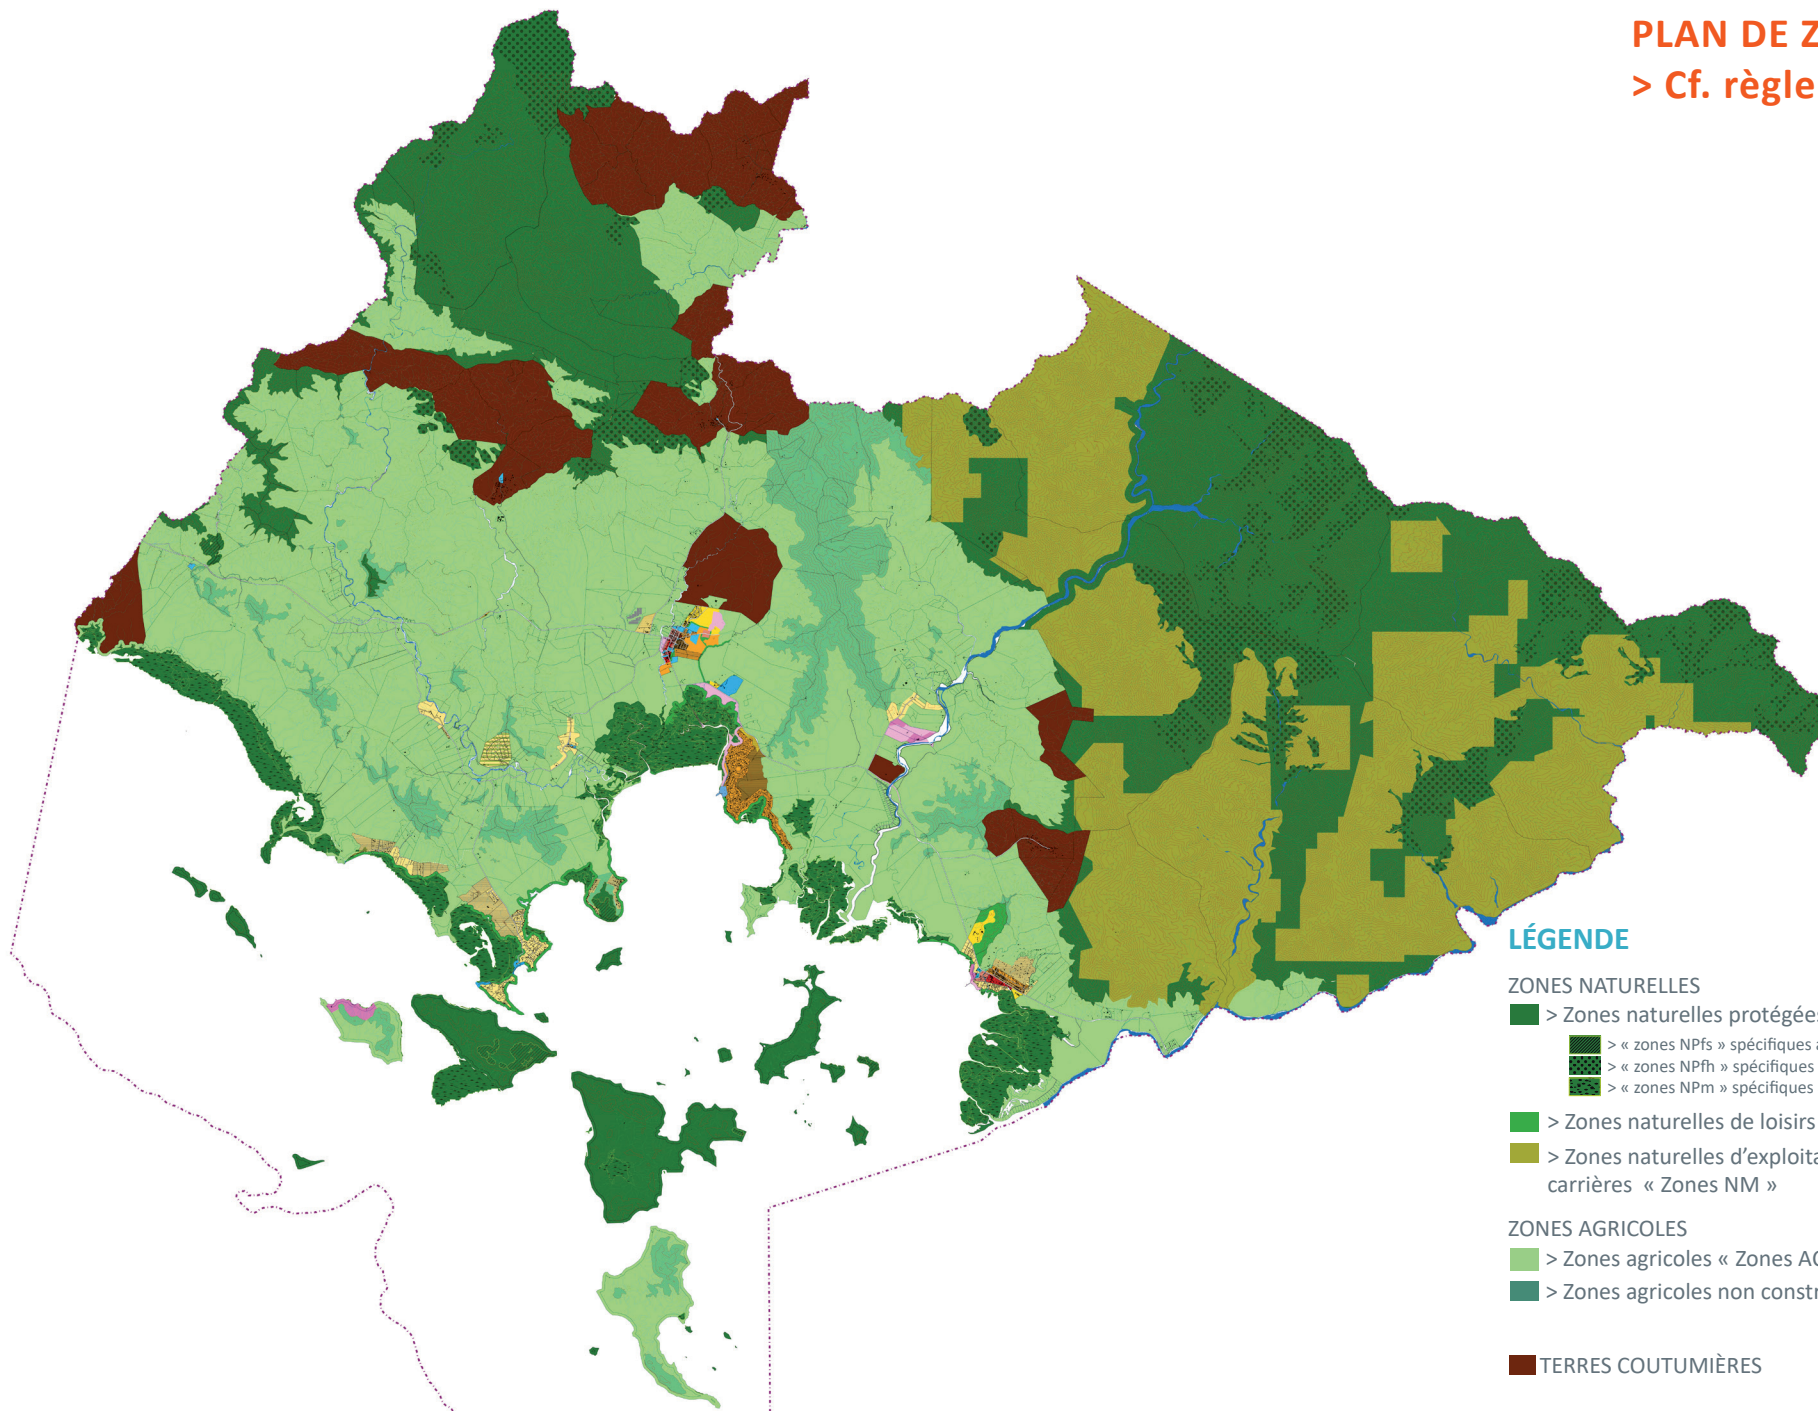 PLAN DE Z
> Cf. règle
LÉGENDE
ZONES NATURELLES
> Zones naturelles protégées
> « zones NPfs » spécifiques
> « zones NPfh » spécifiques
> « zones NPm » spécifiques
> Zones naturelles de loisirs
> Zones naturelles d’exploita
carrières « Zones NM »
ZONES AGRICOLES
> Zones agricoles « Zones
> Zones agricoles non constr
TERRES COUTUMIÈRES